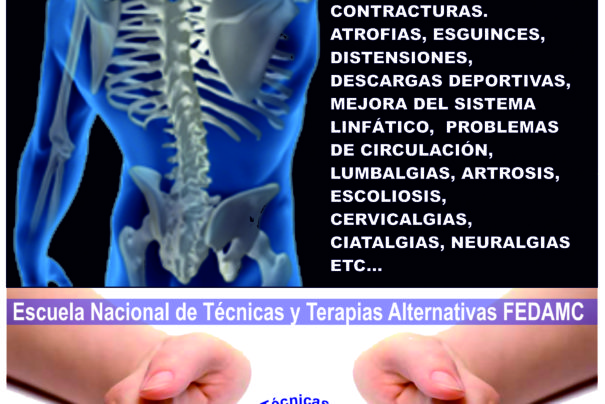 CONTRACTURAS.
ATROFIAS, ESGUINCES,
DISTENSIONES,
DESCARGAS DEPORTIVAS,
MEJORA DEL SISTEMA
LINFÁTICO,  PROBLEMAS
DE CIRCULACIÓN,
LUMBALGIAS, ARTROSIS,
ESCOLIOSIS,
CERVICALGIAS,
CIATALGIAS, NEURALGIAS
ETC...
Escuela Nacional de Técnicas y Terapias Alternativas FEDAMC
Técnicas